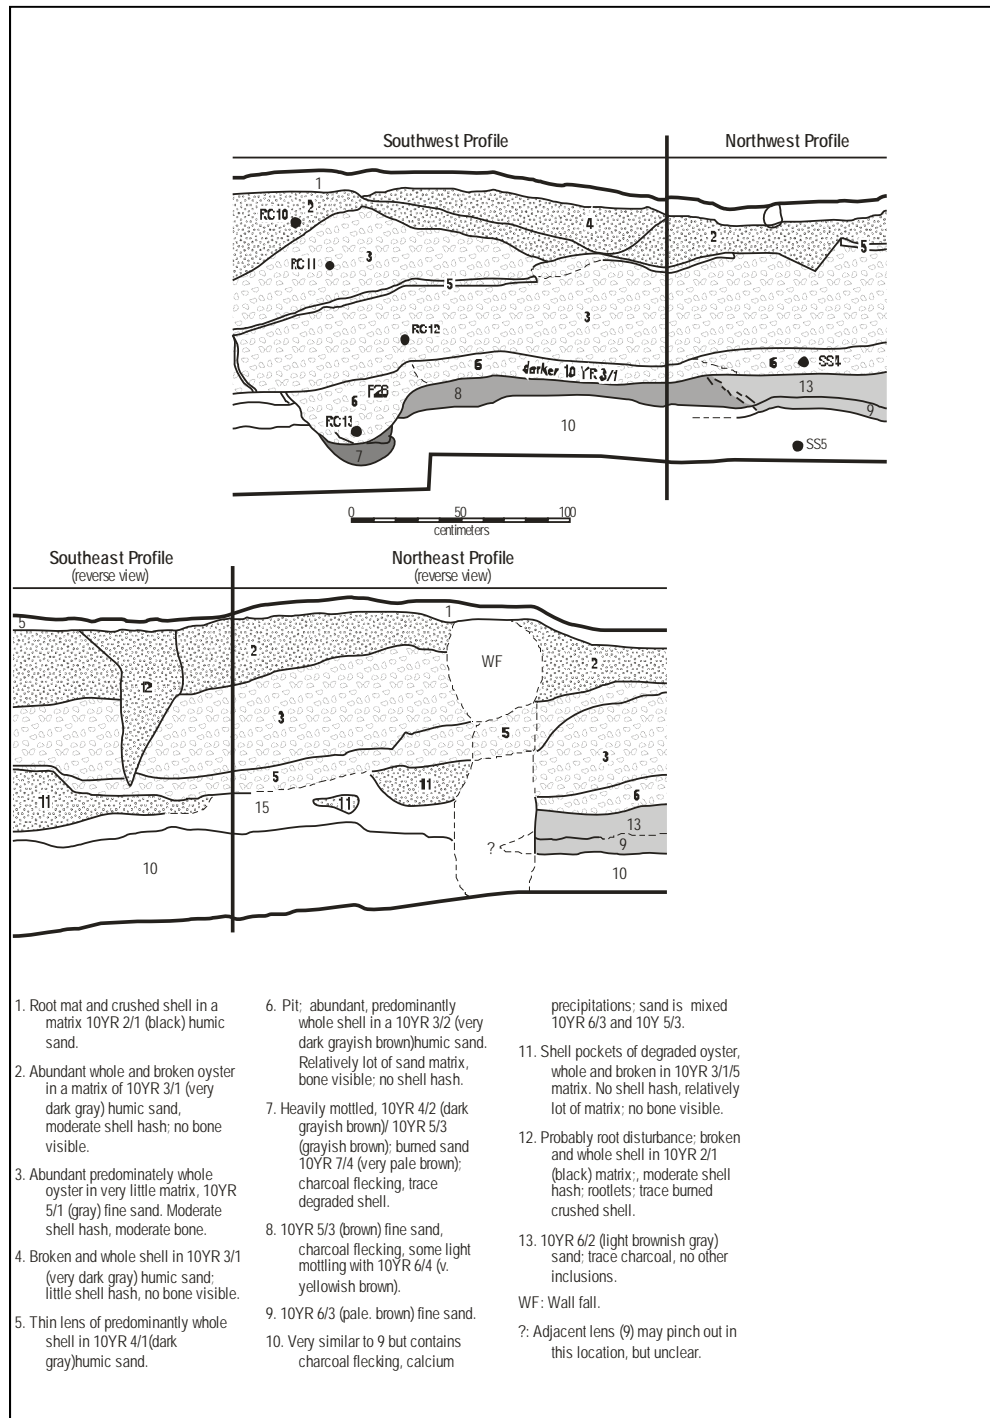 Southwest Profile
Northwest Profile
1
RC10
2
4
2
5
RC11
3
5
3
RC12
6
darker 10 YR 3/1
6
SS4
F26
6
8
13
9
RC13
10
7
SS5
0 50 100
centimeters
Southeast Profile
(reverse view)
Northeast Profile
(reverse view)
5
1
2
WF
2
12
3
5
3
5
11
11
11
15
6
13
9
?
10
10
1. Root mat and crushed shell in a
matrix 10YR 2/1 (black) humic
sand.
2. Abundant whole and broken oyster
in a matrix of 10YR 3/1 (very
dark gray) humic sand,
moderate shell hash; no bone
visible.
3. Abundant predominately whole
oyster in very little matrix, 10YR
5/1 (gray) fine sand. Moderate
shell hash, moderate bone.
4. Broken and whole shell in 10YR 3/1
(very dark gray) humic sand;
little shell hash, no bone visible.
5. Thin lens of predominantly whole
shell in 10YR 4/1(dark
gray)humic sand.
6. Pit; abundant, predominantly
whole shell in a 10YR 3/2 (very
dark grayish brown)humic sand.
Relatively lot of sand matrix,
bone visible; no shell hash.
7. Heavily mottled, 10YR 4/2 (dark
grayish brown)/ 10YR 5/3
(grayish brown); burned sand
10YR 7/4 (very pale brown);
charcoal flecking, trace
degraded shell.
8. 10YR 5/3 (brown) fine sand,
charcoal flecking, some light
mottling with 10YR 6/4 (v.
yellowish brown).
9. 10YR 6/3 (pale. brown) fine sand.
10. Very similar to 9 but contains
charcoal flecking, calcium
precipitations; sand is mixed
10YR 6/3 and 10Y 5/3.
11. Shell pockets of degraded oyster,
whole and broken in 10YR 3/1/5
matrix. No shell hash, relatively
lot of matrix; no bone visible.
12. Probably root disturbance; broken
and whole shell in 10YR 2/1
(black) matrix;, moderate shell
hash; rootlets; trace burned
crushed shell.
13. 10YR 6/2 (light brownish gray)
sand; trace charcoal, no other
inclusions.
WF: Wall fall.
?: Adjacent lens (9) may pinch out in
this location, but unclear.